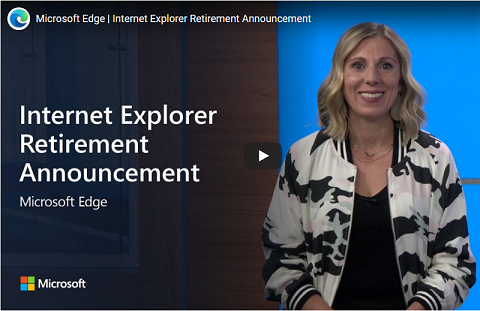 Microsoft Edge | Internet Explorer Retirement Announcement
Internet Explorer
Retirement
Announcement
Microsoft Edge
Microsoft